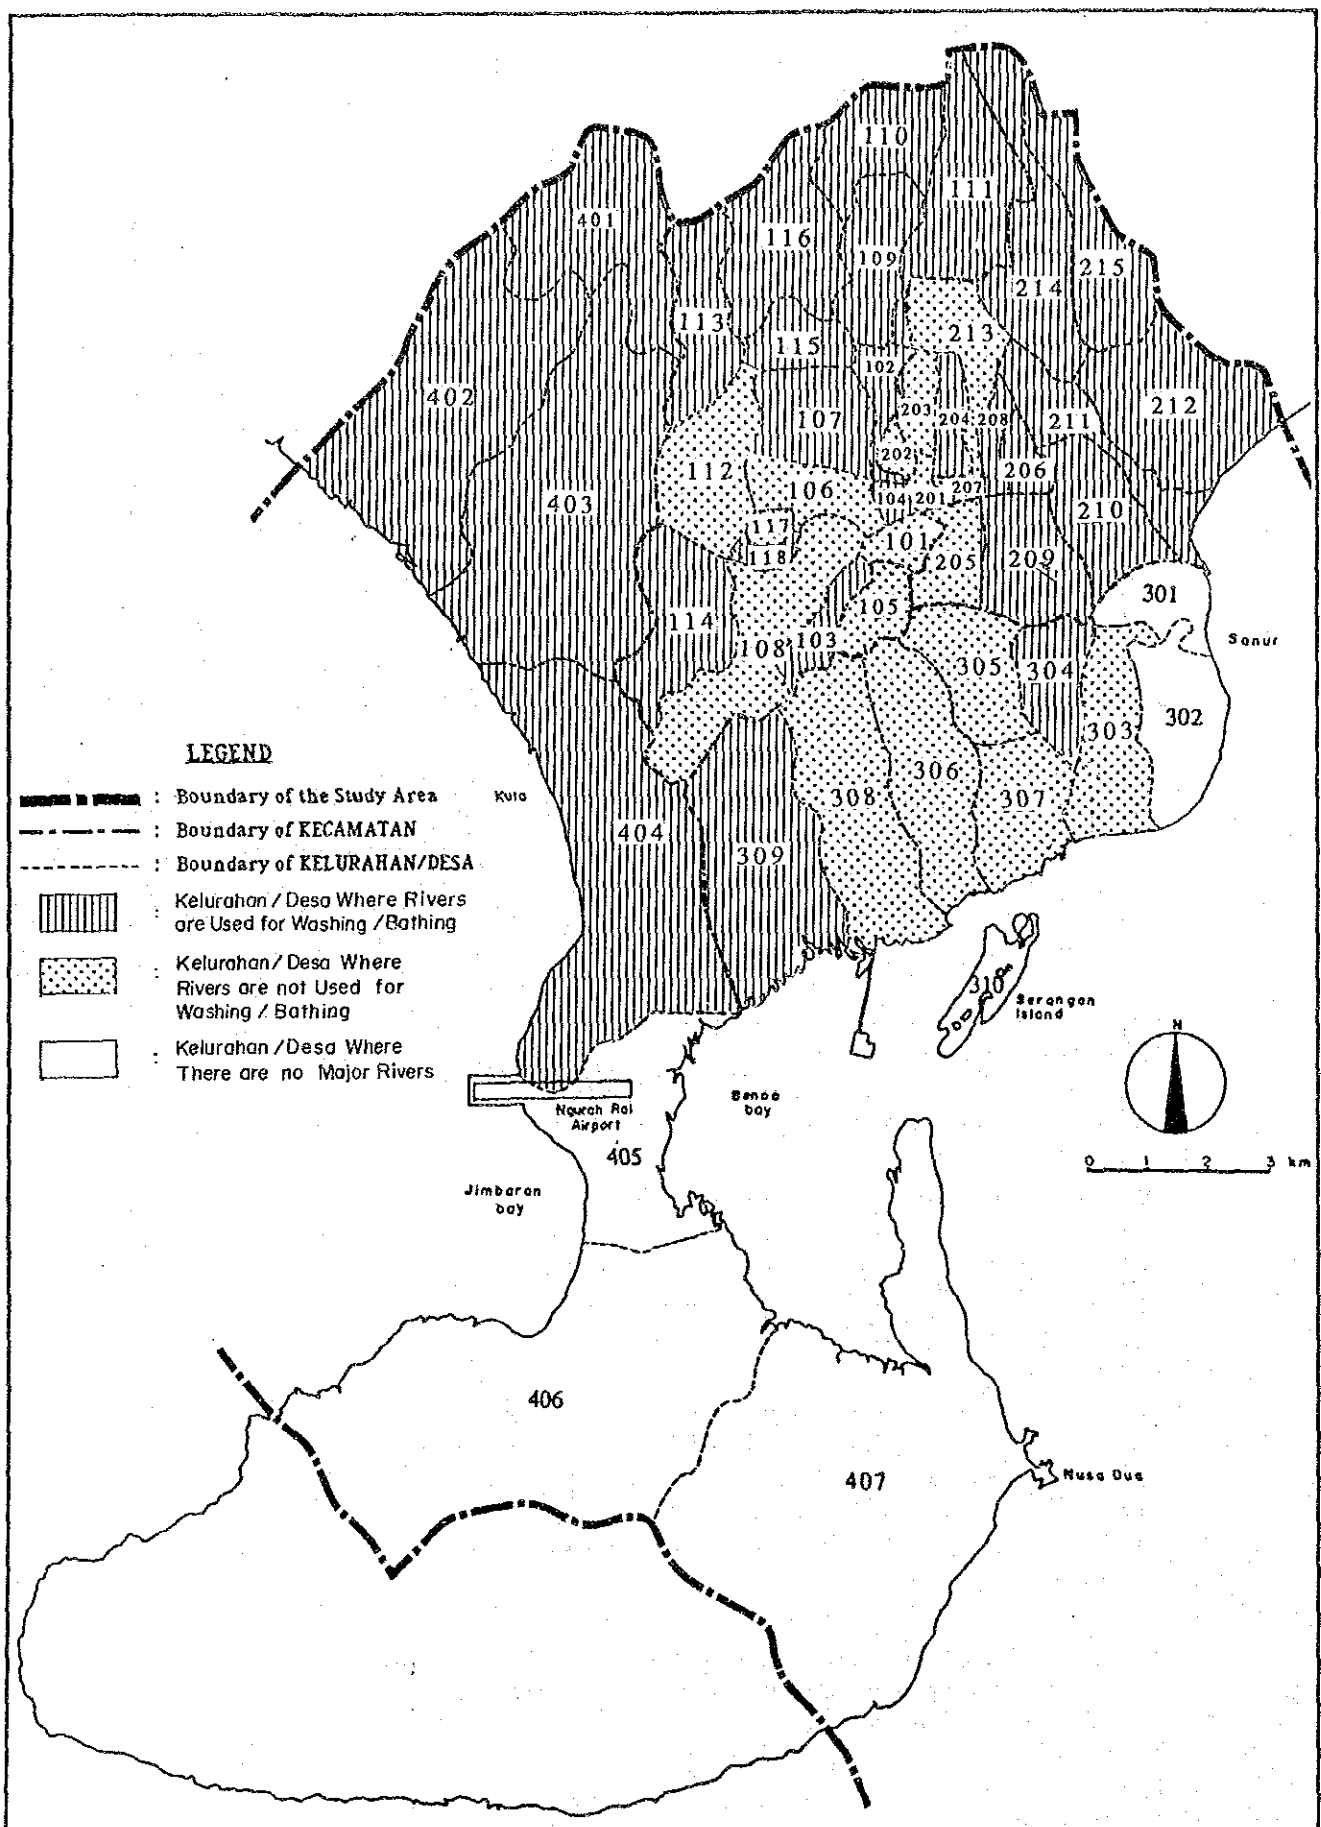 110
111
401
116
109
215
214
113
213
115
102
402
203
204
208
107
211
212
202
112
206
106
104
201
207
403
117
210
101
118
205
209
301
105
114
103
Sanur
108
305
304
302
303
LEGEND
306
308
307
: Boundary of the Study Area
Kuta
: Boundary of KECAMATAN
404
309
: Boundary of KELURAHAN/DESA
: Kelurahan / Desa Where Rivers
are Used for Washing / Bathing
: Kelurahan / Desa Where
Rivers are not Used for
Washing / Bathing
310
Serangan
Island
N
: Kelurahan / Desa Where
There are no Major Rivers
Benoa
bay
Ngurah Rai
Airport
405
0 1 2 3 km
Jimbaran
bay
406
407
Nusa Dua